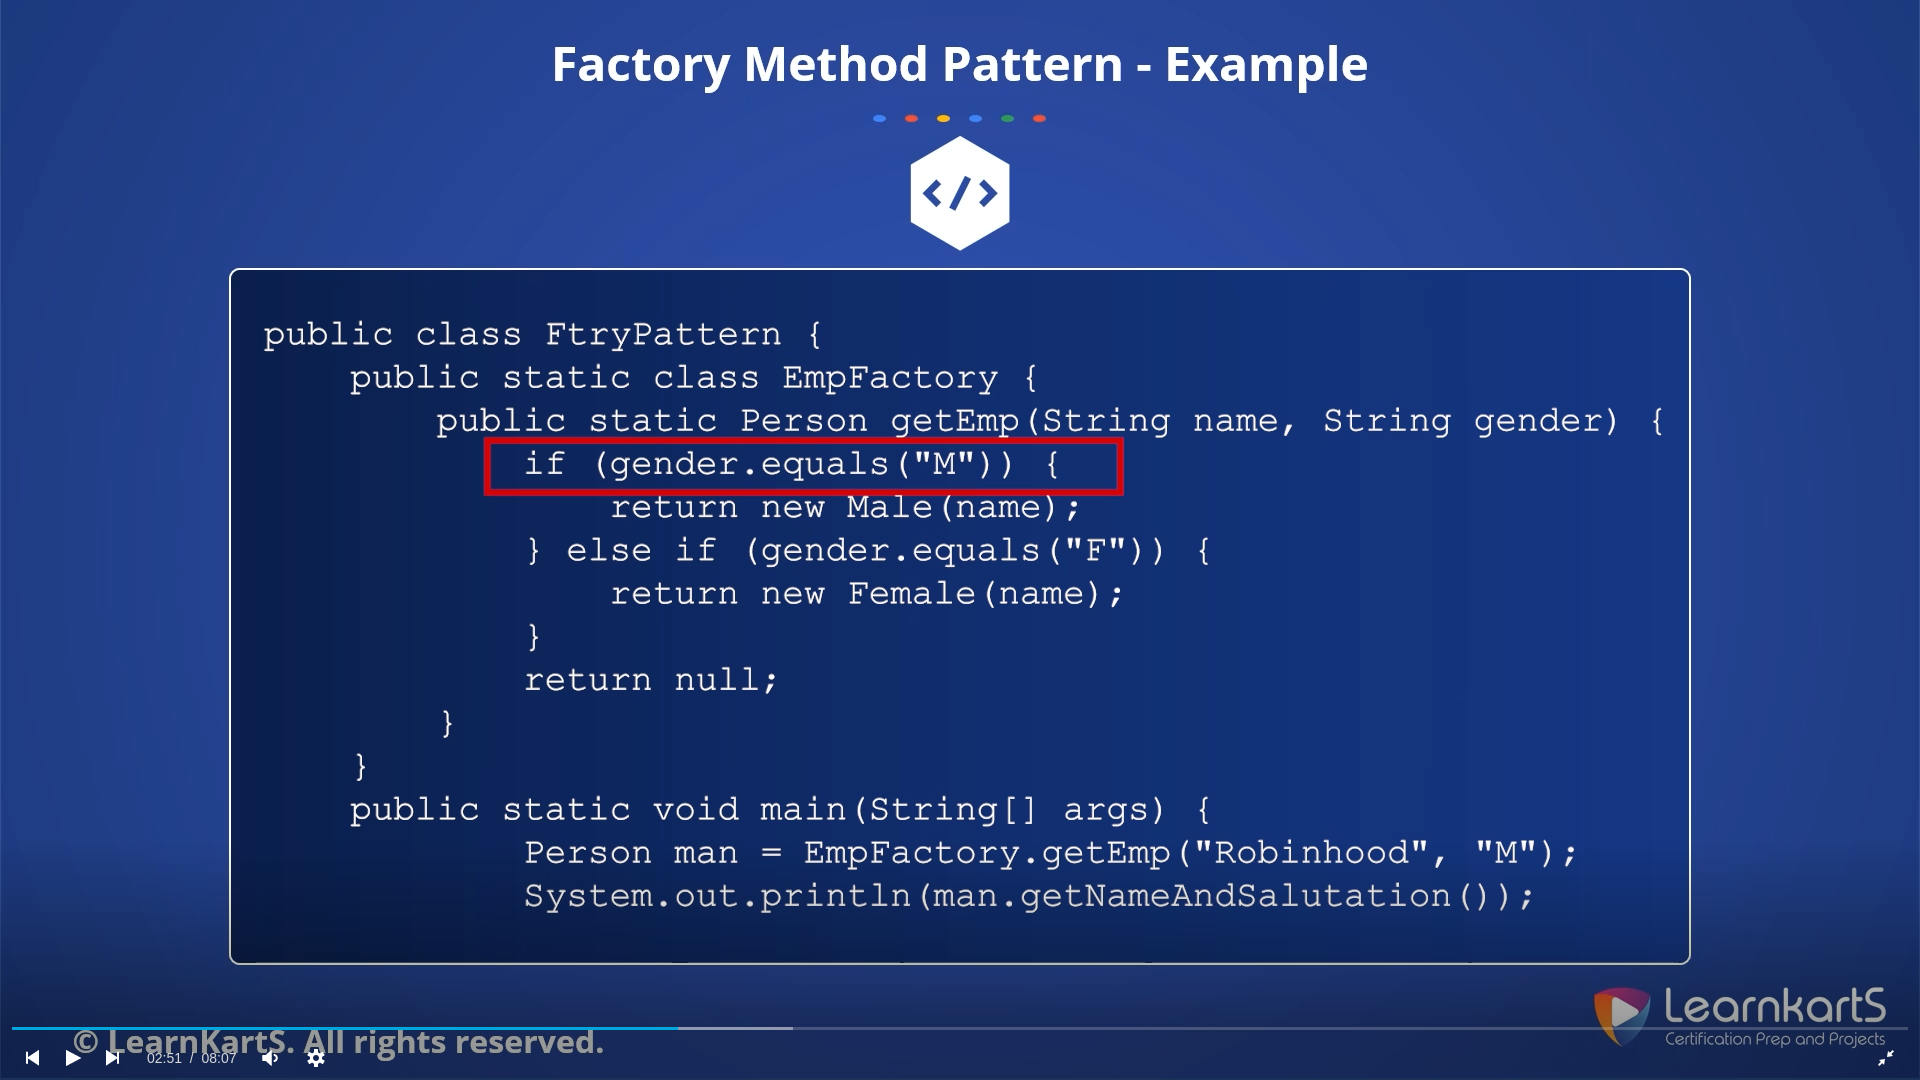 Factory Method Pattern - Example
</>
public class FtryPattern {
public static class EmpFactory {
public static Person getEmp(String name, String gender) {
if (gender.equals("M")) {
return new Male(name);
} else if (gender.equals("F")) {
return new Female(name);
}
return null;
}
}
public static void main(String[] args) {
Person man = EmpFactory.getEmp("Robinhood", "M");
System.out.println(man.getNameAndSalutation());
LearnkartS
Certification Prep and Projects
© LearnKartS. All rights reserved.
02:51 / 08:07